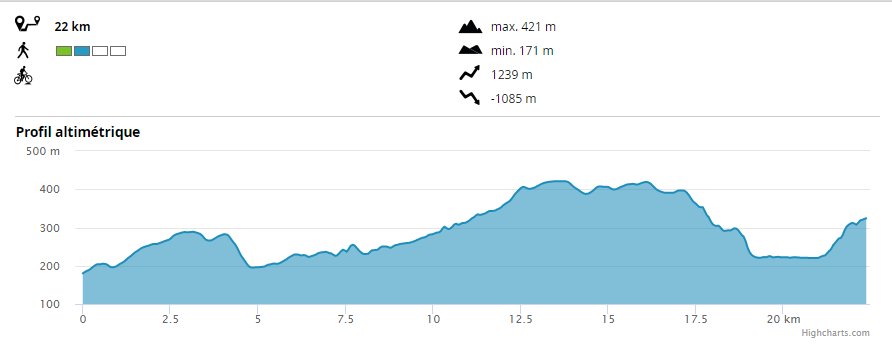 22 km
max. 421 m
min. 171 m
1239 m
-1085 m
Profil altimétrique
500 m
400
300
200
100
0
2.5
5
7.5
10
12.5
15
17.5
20 km
Highcharts.com